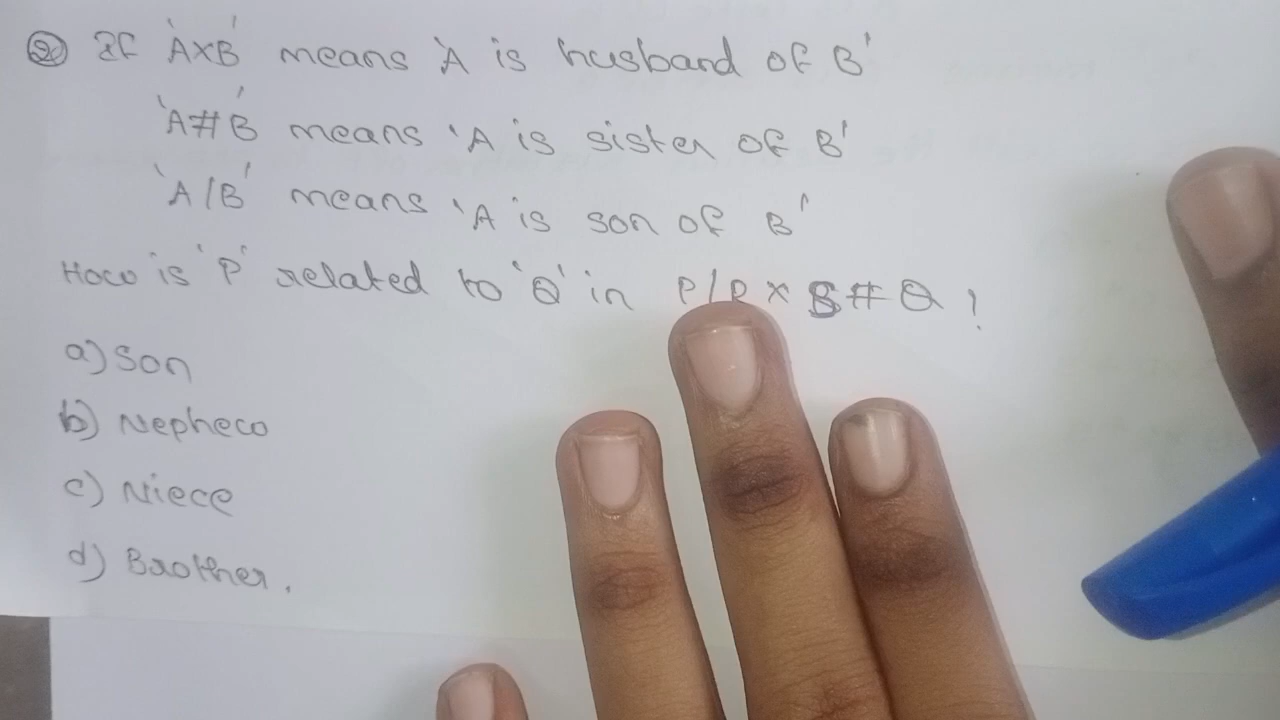 ② If 'A×B' means 'A is husband of B'
'A#B' means 'A is sister of B'
'A/B' means 'A is son of B'
How is 'P' related to 'Q' in P/R × S # Q ?
a) Son
b) Nephew
c) Niece
d) Brother.